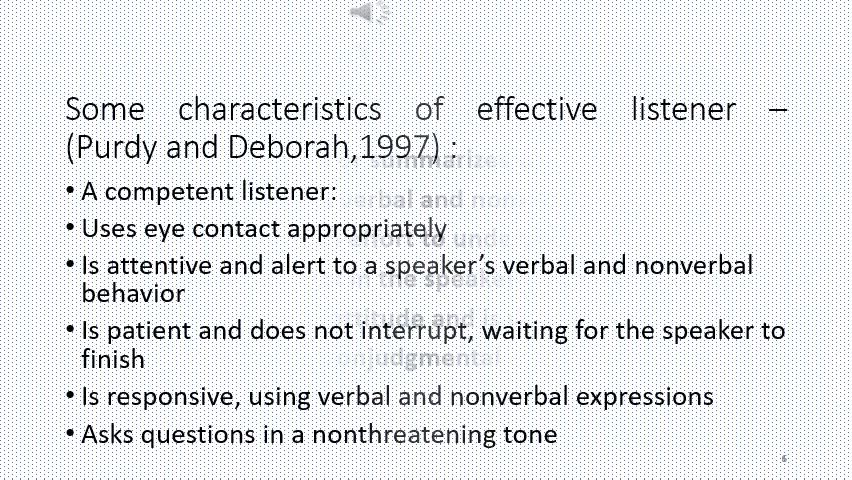 Some characteristics of effective listener –
(Purdy and Deborah,1997) :
• A competent listener:
• Uses eye contact appropriately
• Is attentive and alert to a speaker's verbal and nonverbal
behavior
• Is patient and does not interrupt, waiting for the speaker to
finish
• Is responsive, using verbal and nonverbal expressions
• Asks questions in a nonthreatening tone
6